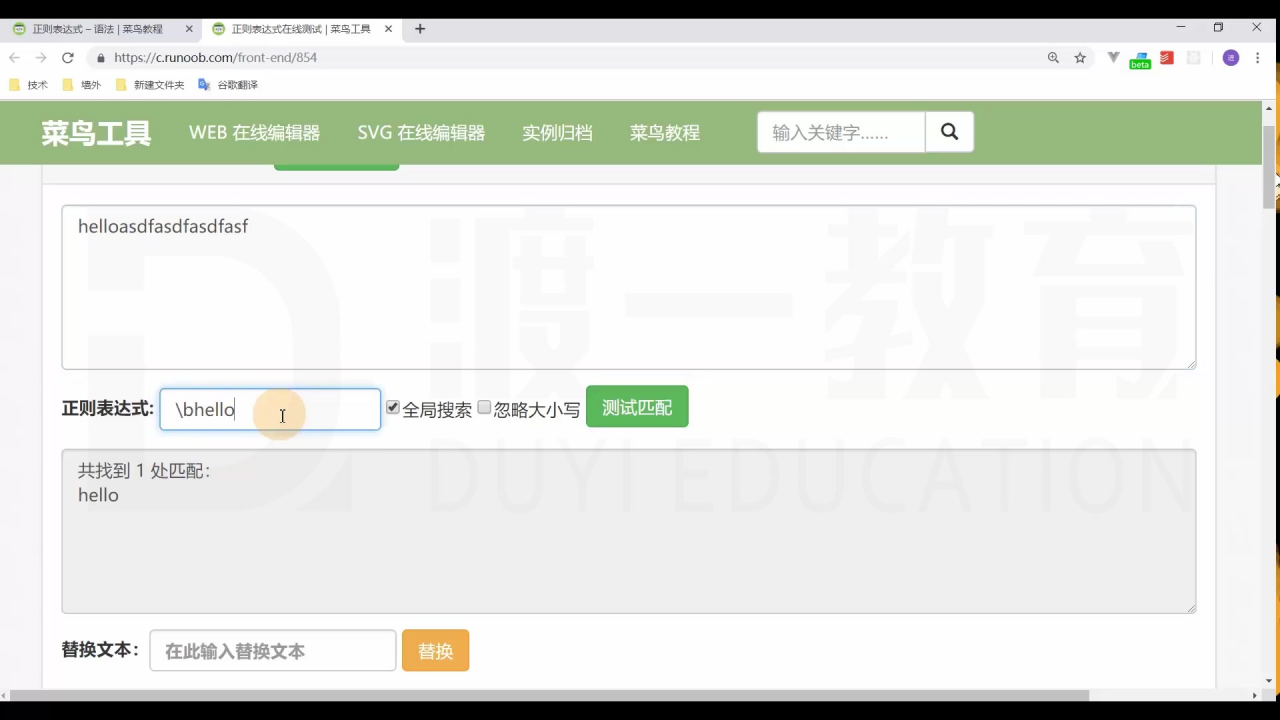 正则表达式 – 语法 | 菜鸟教程
正则表达式在线测试 | 菜鸟工具
https://c.runoob.com/front-end/854
beta
技术 墙外 新建文件夹 谷歌翻译
菜鸟工具 WEB 在线编辑器 SVG 在线编辑器 实例归档 菜鸟教程 输入关键字......
helloasdfasdfasdfasf
渡一教育
正则表达式: \bhello 全局搜索 忽略大小写 测试匹配
DUYI EDUCATION
共找到 1 处匹配：
hello
替换文本： 在此输入替换文本 替换